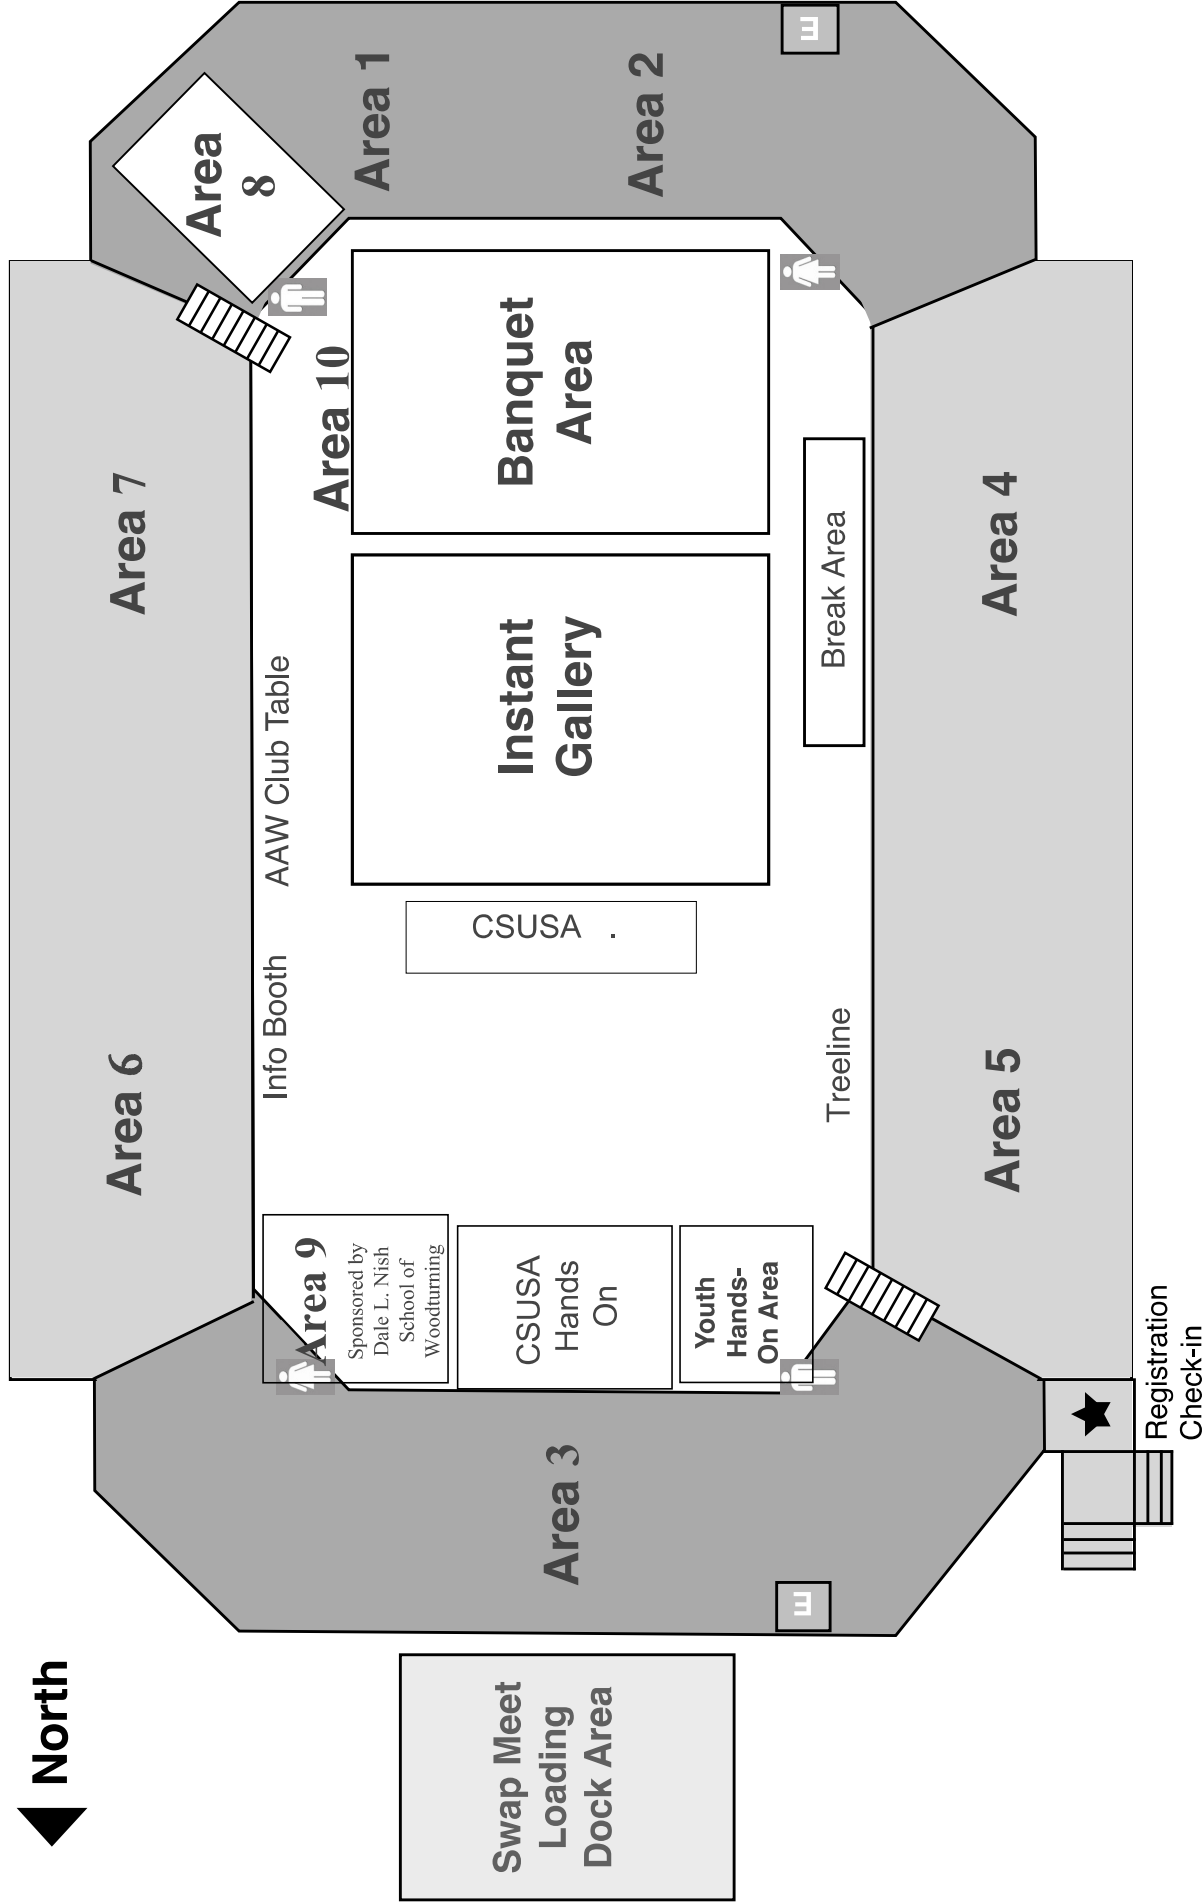 North
Swap Meet
Loading
Dock Area
Area 3
E
Area 6
Area 7
Area
8
Area 1
Area 2
E
Area 9
Sponsored by
Dale L. Nish
School of
Woodturning
CSUSA
Hands
On
Youth
Hands-
On Area
Info Booth
AAW Club Table
Area 10
CSUSA .
Instant
Gallery
Banquet
Area
Treeline
Break Area
Area 5
Area 4
Registration
Check-in